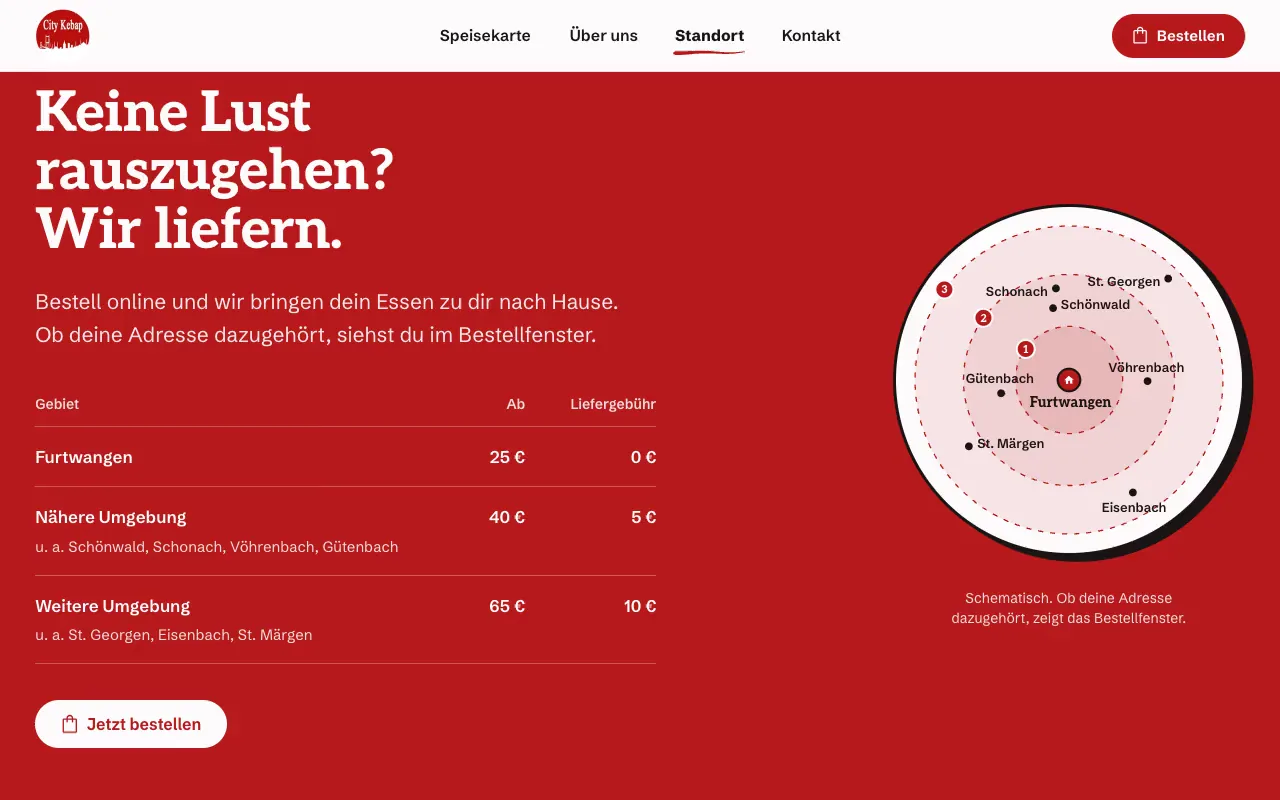 City Kebap
Speisekarte
Über uns
Standort
Kontakt
Bestellen
Keine Lust
rauszugehen?
Wir liefern.
Bestell online und wir bringen dein Essen zu dir nach Hause.
Ob deine Adresse dazugehört, siehst du im Bestellfenster.
Gebiet Ab Liefergebühr
Furtwangen 25 € 0 €
Nähere Umgebung 40 € 5 €
u. a. Schönwald, Schonach, Vöhrenbach, Gütenbach
Weitere Umgebung 65 € 10 €
u. a. St. Georgen, Eisenbach, St. Märgen
Jetzt bestellen
3
St. Georgen
Schonach
Schönwald
2
1
Vöhrenbach
Gütenbach
Furtwangen
St. Märgen
Eisenbach
Schematisch. Ob deine Adresse
dazugehört, zeigt das Bestellfenster.